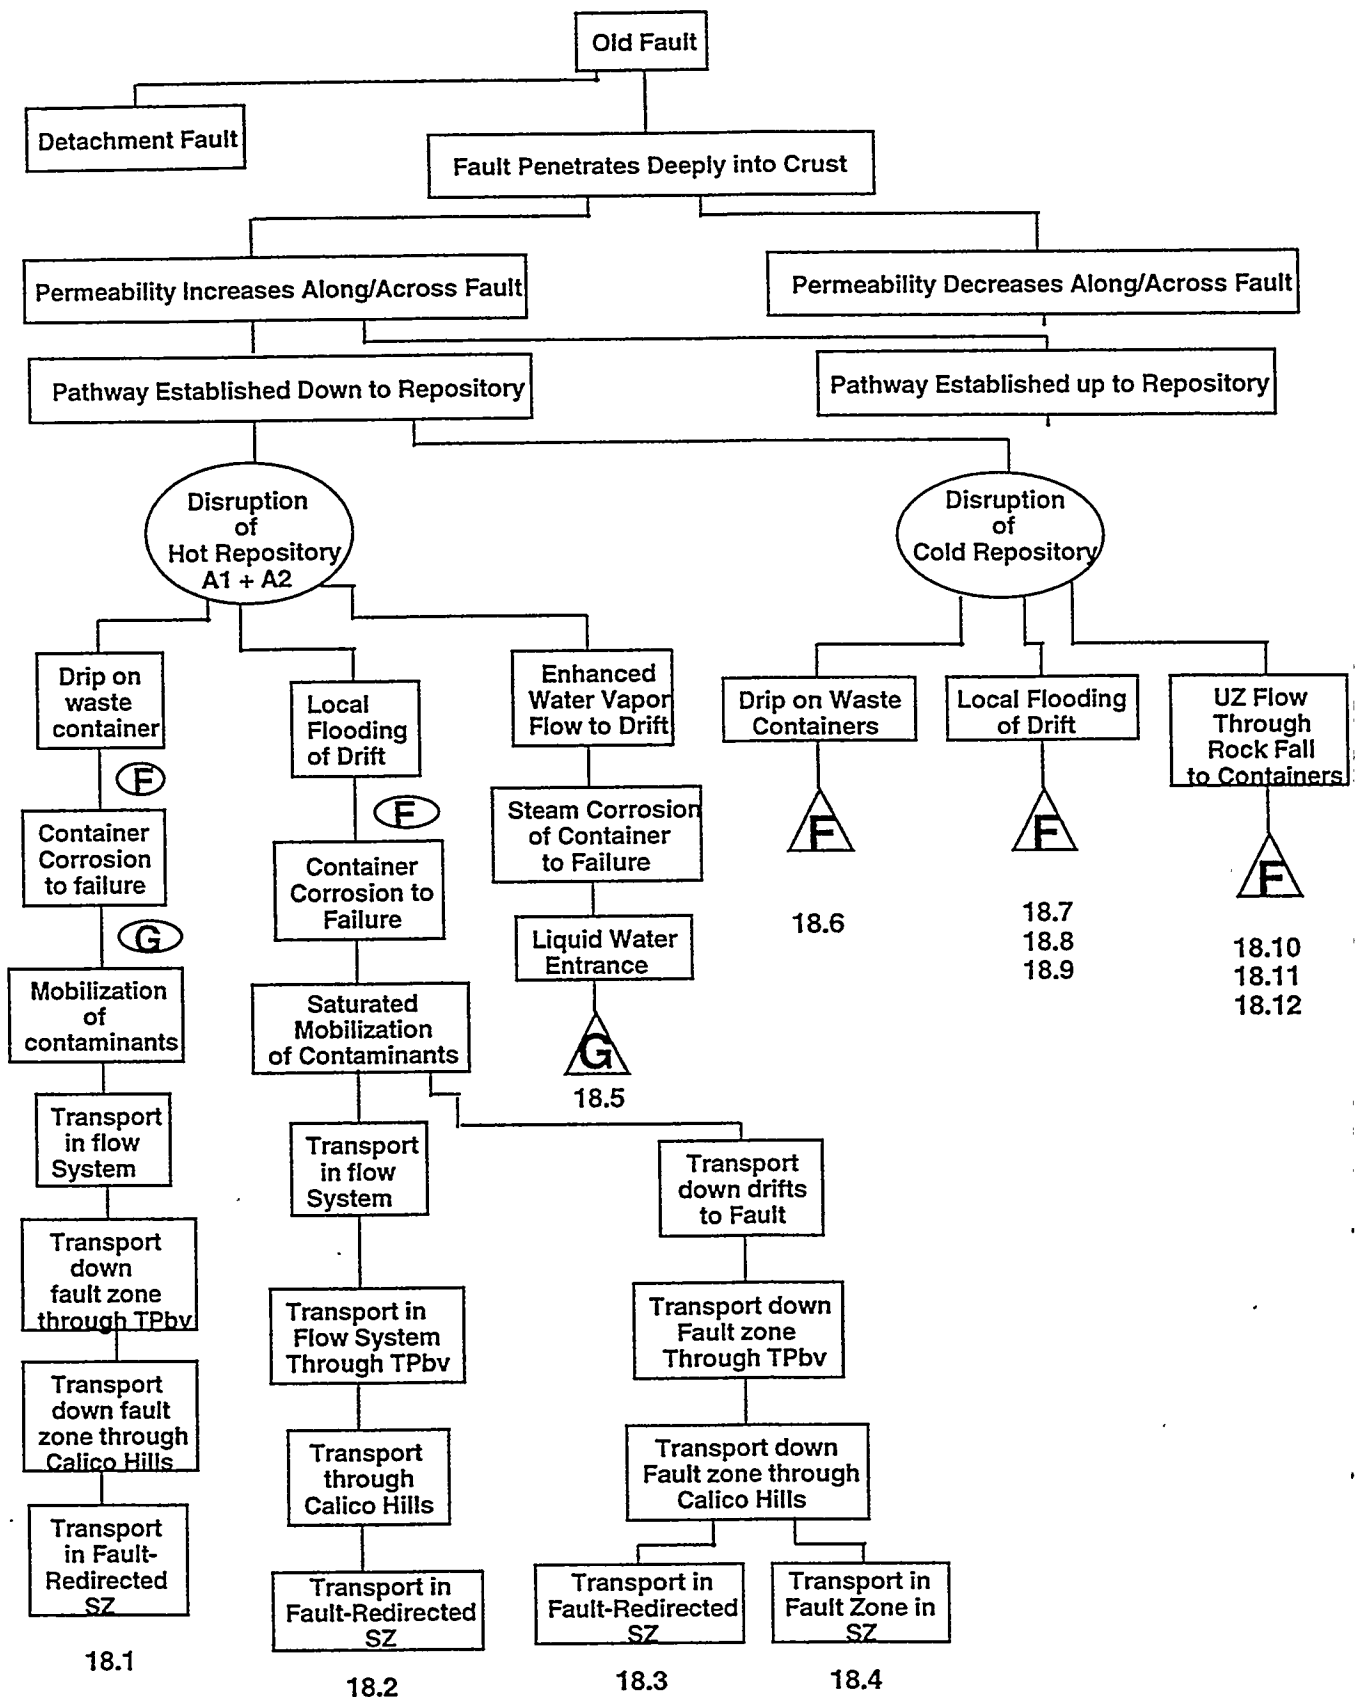 Old Fault
Detachment Fault
Fault Penetrates Deeply into Crust
Permeability Increases Along/Across Fault
Permeability Decreases Along/Across Fault
Pathway Established Down to Repository
Pathway Established up to Repository
Disruption
of
Hot Repository
A1 + A2
Disruption
of
Cold Repository
Drip on
waste
container
F
Container
Corrosion
to failure
G
Mobilization
of
contaminants
Transport
in flow
System
Transport
down
fault zone
through TPbv
Transport
down fault
zone through
Calico Hills
Transport
in Fault-
Redirected
SZ
18.1
Local
Flooding
of Drift
F
Container
Corrosion to
Failure
Saturated
Mobilization
of Contaminants
Transport
in flow
System
Transport in
Flow System
Through TPbv
Transport
through
Calico Hills
Transport in
Fault-Redirected
SZ
18.2
Transport
down drifts
to Fault
Transport down
Fault zone
Through TPbv
Transport down
Fault zone through
Calico Hills
Transport in
Fault-Redirected
SZ
18.3
Transport in
Fault Zone in
SZ
18.4
Enhanced
Water Vapor
Flow to Drift
Steam Corrosion
of Container
to Failure
Liquid Water
Entrance
G
18.5
Drip on Waste
Containers
F
18.6
Local Flooding
of Drift
F
18.7
18.8
18.9
UZ Flow
Through
Rock Fall
to Containers
F
18.10
18.11
18.12